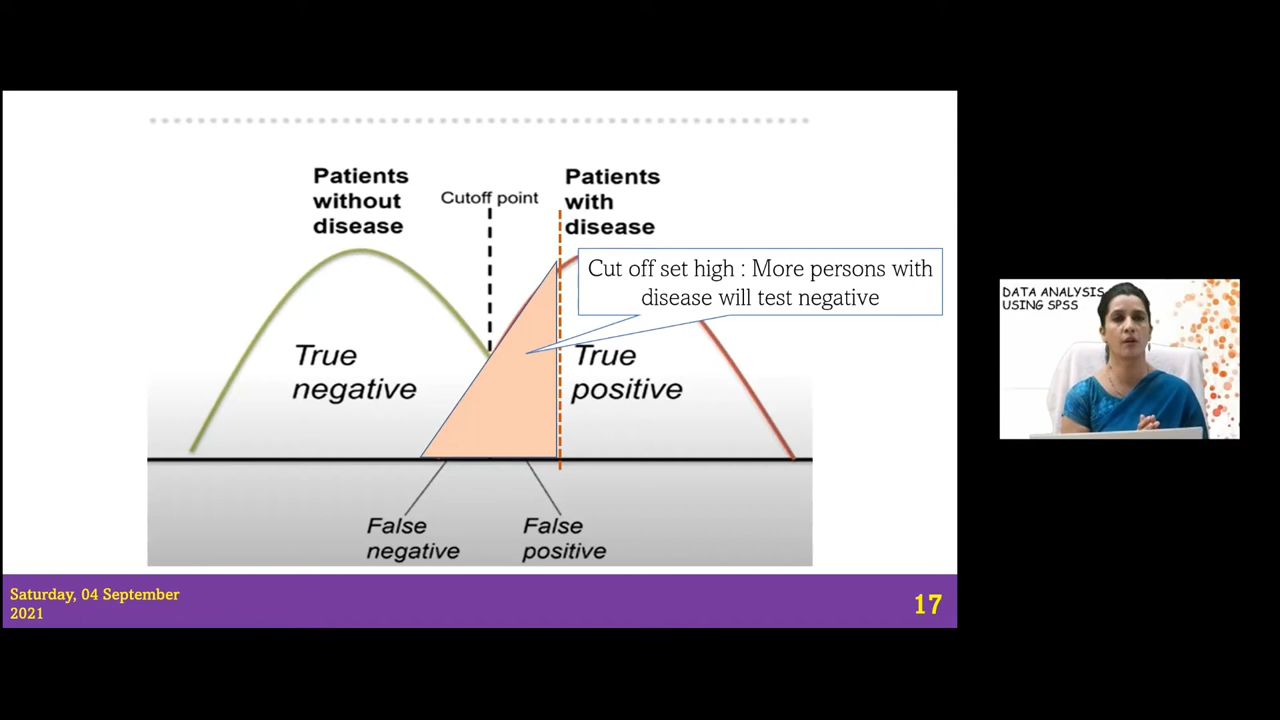 Patients
without
disease
Cutoff point
Patients
with
disease
Cut off set high : More persons with
disease will test negative
True
negative
True
positive
False
negative
False
positive
Saturday, 04 September
2021
17
DATA ANALYSIS
USING SPSS